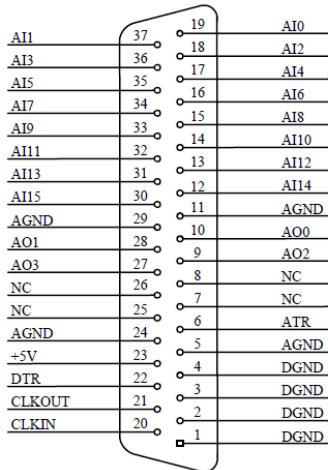 19 AI0
AI1 37
18 AI2
AI3 36
17 AI4
AI5 35
16 AI6
AI7 34
15 AI8
AI9 33
14 AI10
AI11 32
13 AI12
AI13 31
12 AI14
AI15 30
11 AGND
AGND 29
10 AO0
AO1 28
9 AO2
AO3 27
8 NC
NC 26
7 NC
NC 25
6 ATR
AGND 24
5 AGND
+5V 23
4 DGND
DTR 22
3 DGND
CLKOUT 21
2 DGND
CLKIN 20
1 DGND